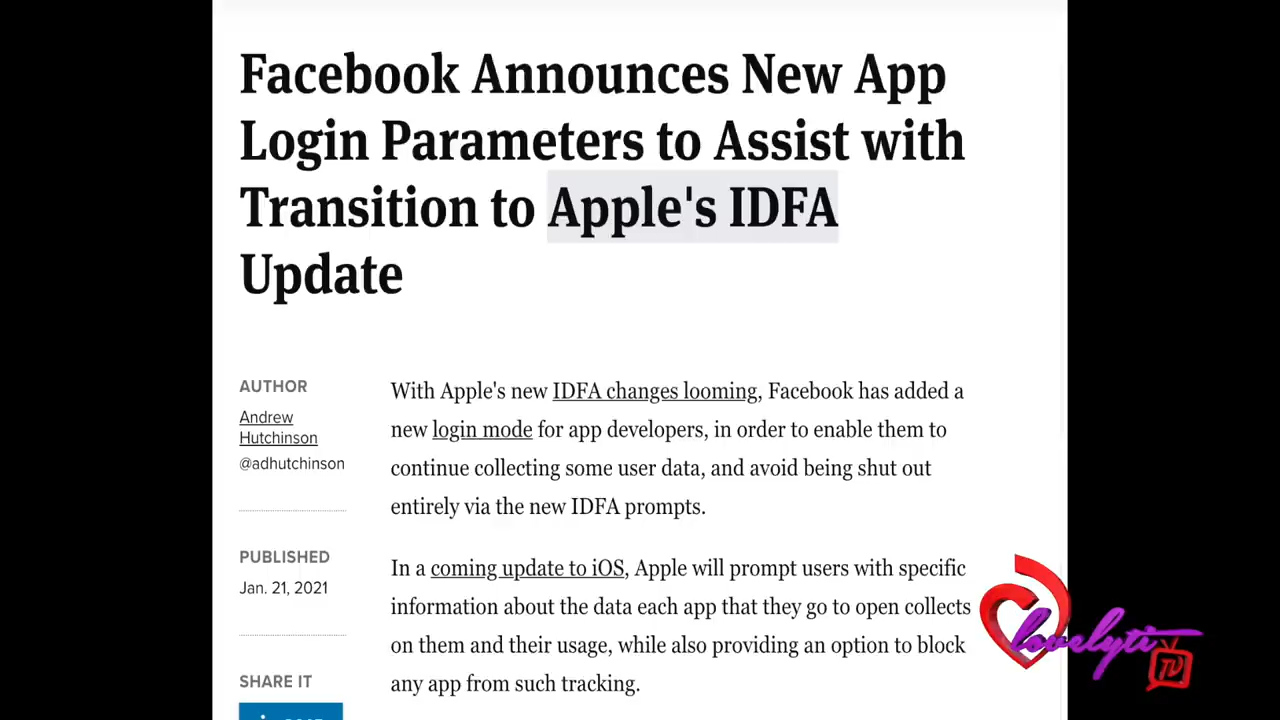 Facebook Announces New App
Login Parameters to Assist with
Transition to Apple's IDFA
Update
AUTHOR
Andrew
Hutchinson
@adhutchinson
PUBLISHED
Jan. 21, 2021
SHARE IT
With Apple's new IDFA changes looming, Facebook has added a
new login mode for app developers, in order to enable them to
continue collecting some user data, and avoid being shut out
entirely via the new IDFA prompts.
In a coming update to iOS, Apple will prompt users with specific
information about the data each app that they go to open collects
on them and their usage, while also providing an option to block
any app from such tracking.
lovelyti
TV